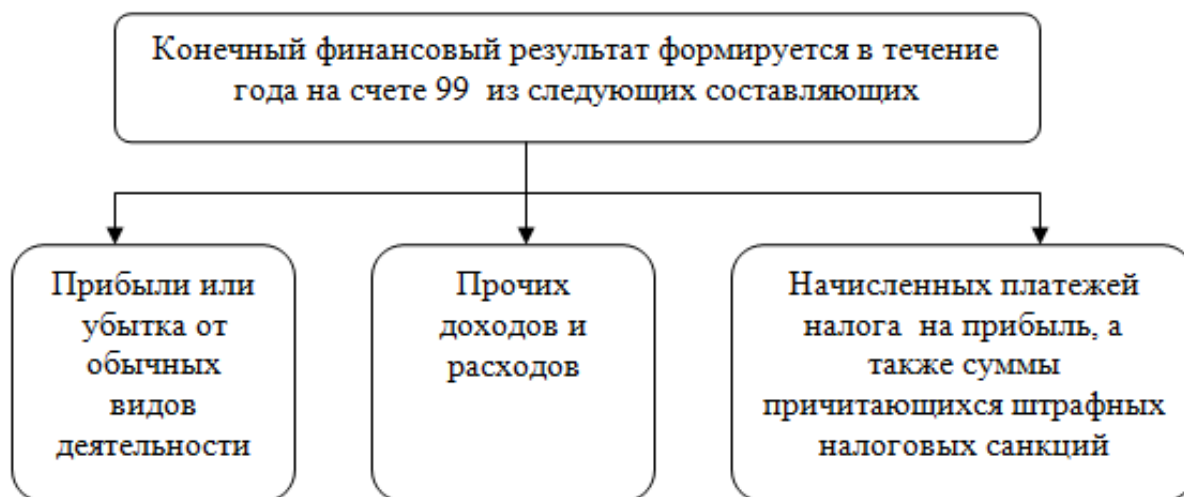 Конечный финансовый результат формируется в течение
года на счете 99 из следующих составляющих
Прибыли или
убытка от
обычных
видов
деятельности
Прочих
доходов и
расходов
Начисленных платежей
налога на прибыль, а
также суммы
причитающихся штрафных
налоговых санкций